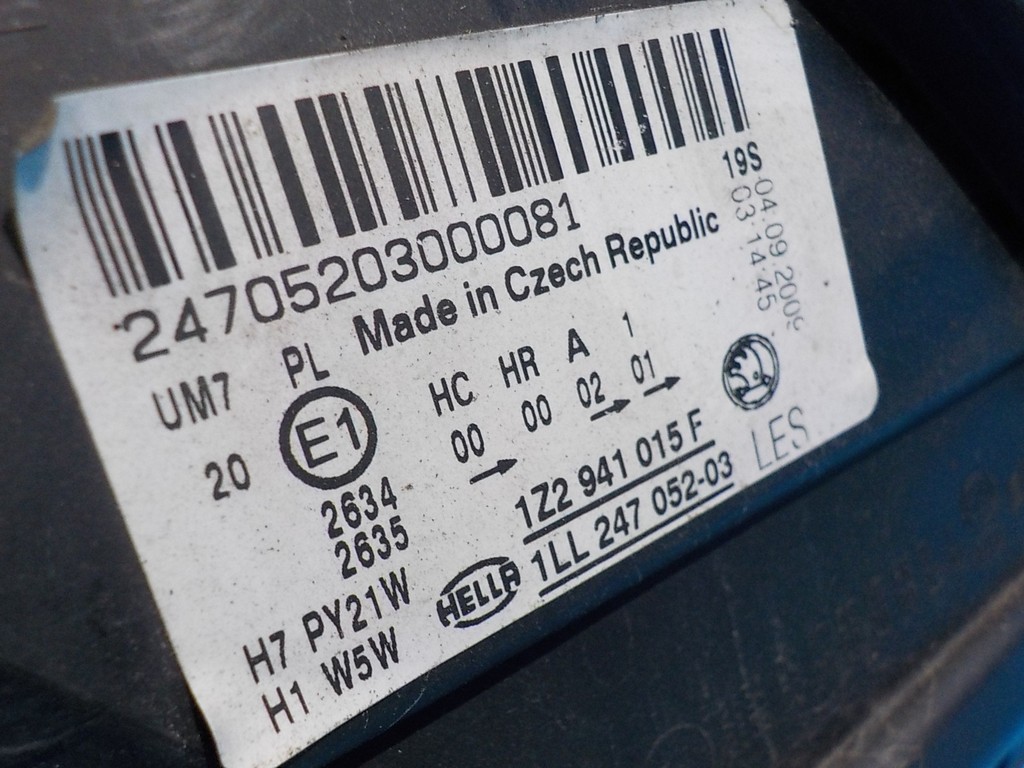 24705203000081
19S
04.09.2009
03:14:45
Made in Czech Republic
UM7 PL
HC HR A 1
20 E1 00 00 02 01
2634
2635
1Z2 941 015 F
LES
HELLA 1LL 247 052-03
H7 PY21W
H1 W5W